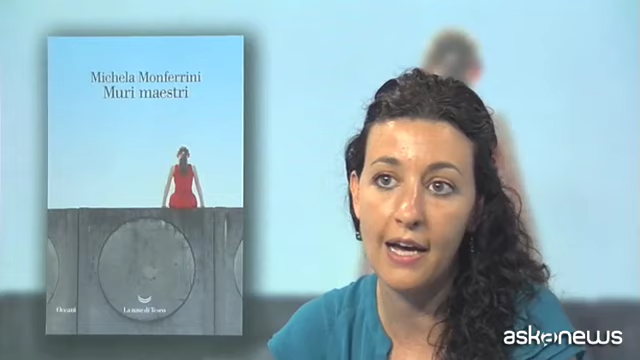 Michela Monferrini
Muri maestri
Oceani
La nave di Teseo
askanews